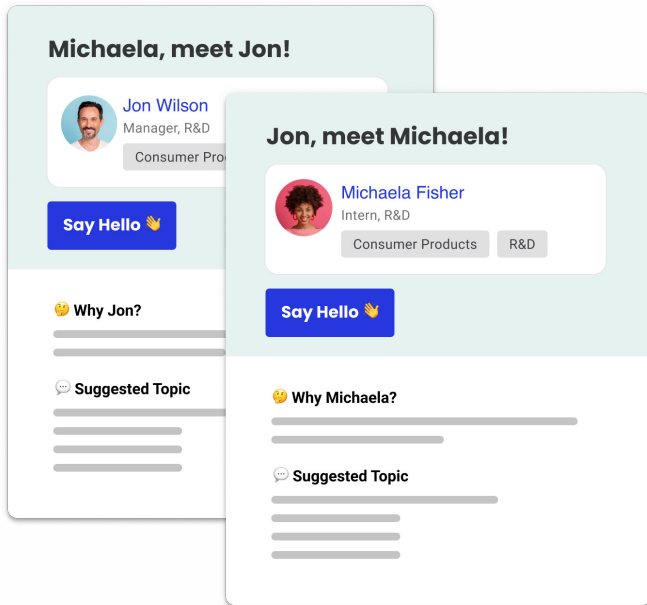 Michaela, meet Jon!
Jon Wilson
Manager, R&D
Consumer
Say Hello 👋
🤔 Why Jon?
💬 Suggested Topic
Jon, meet Michaela!
Michaela Fisher
Intern, R&D
Consumer Products
R&D
Say Hello 👋
🤔 Why Michaela?
💬 Suggested Topic